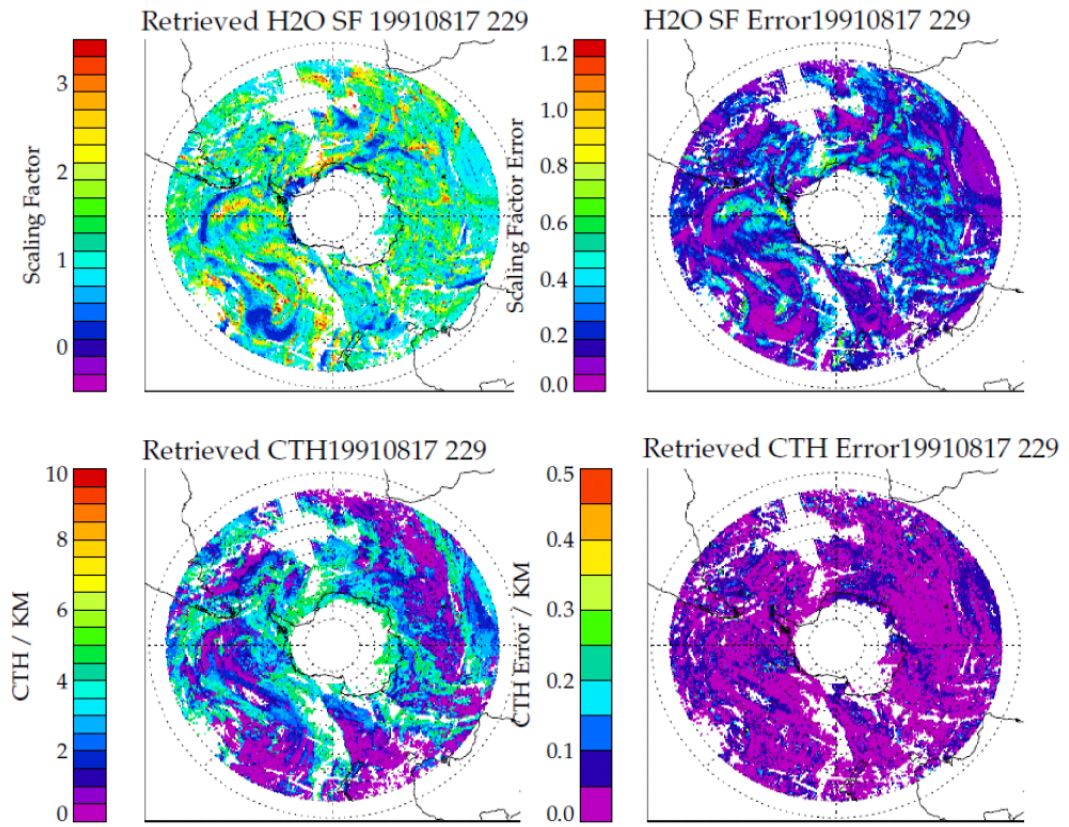 Retrieved H2O SF 19910817 229
H2O SF Error19910817 229
Scaling Factor
3
2
1
0
Scaling Factor Error
1.2
1.0
0.8
0.6
0.4
0.2
0.0
Retrieved CTH19910817 229
Retrieved CTH Error19910817 229
CTH / KM
10
8
6
4
2
0
CTH Error / KM
0.5
0.4
0.3
0.2
0.1
0.0